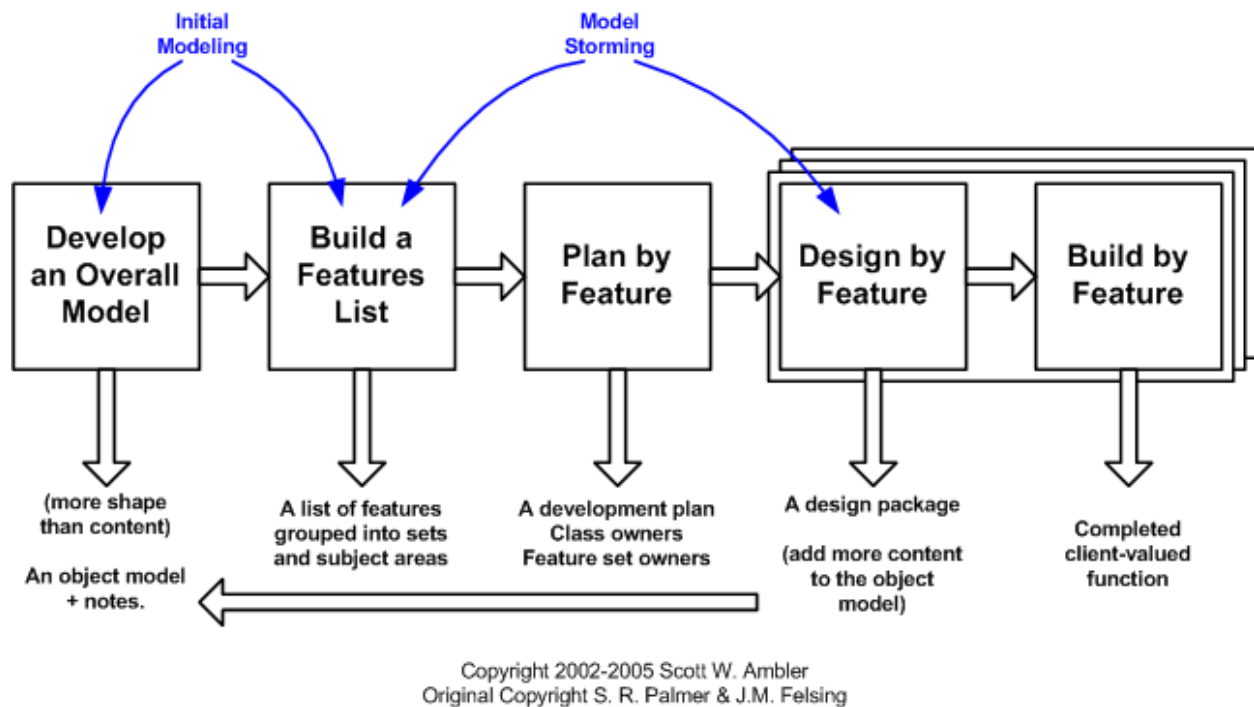 Initial
Modeling
Model
Storming
Develop
an Overall
Model
Build a
Features
List
Plan by
Feature
Design by
Feature
Build by
Feature
(more shape
than content)
An object model
+ notes.
A list of features
grouped into sets
and subject areas
A development plan
Class owners
Feature set owners
A design package
(add more content
to the object
model)
Completed
client-valued
function
Copyright 2002-2005 Scott W. Ambler
Original Copyright S. R. Palmer & J.M. Felsing